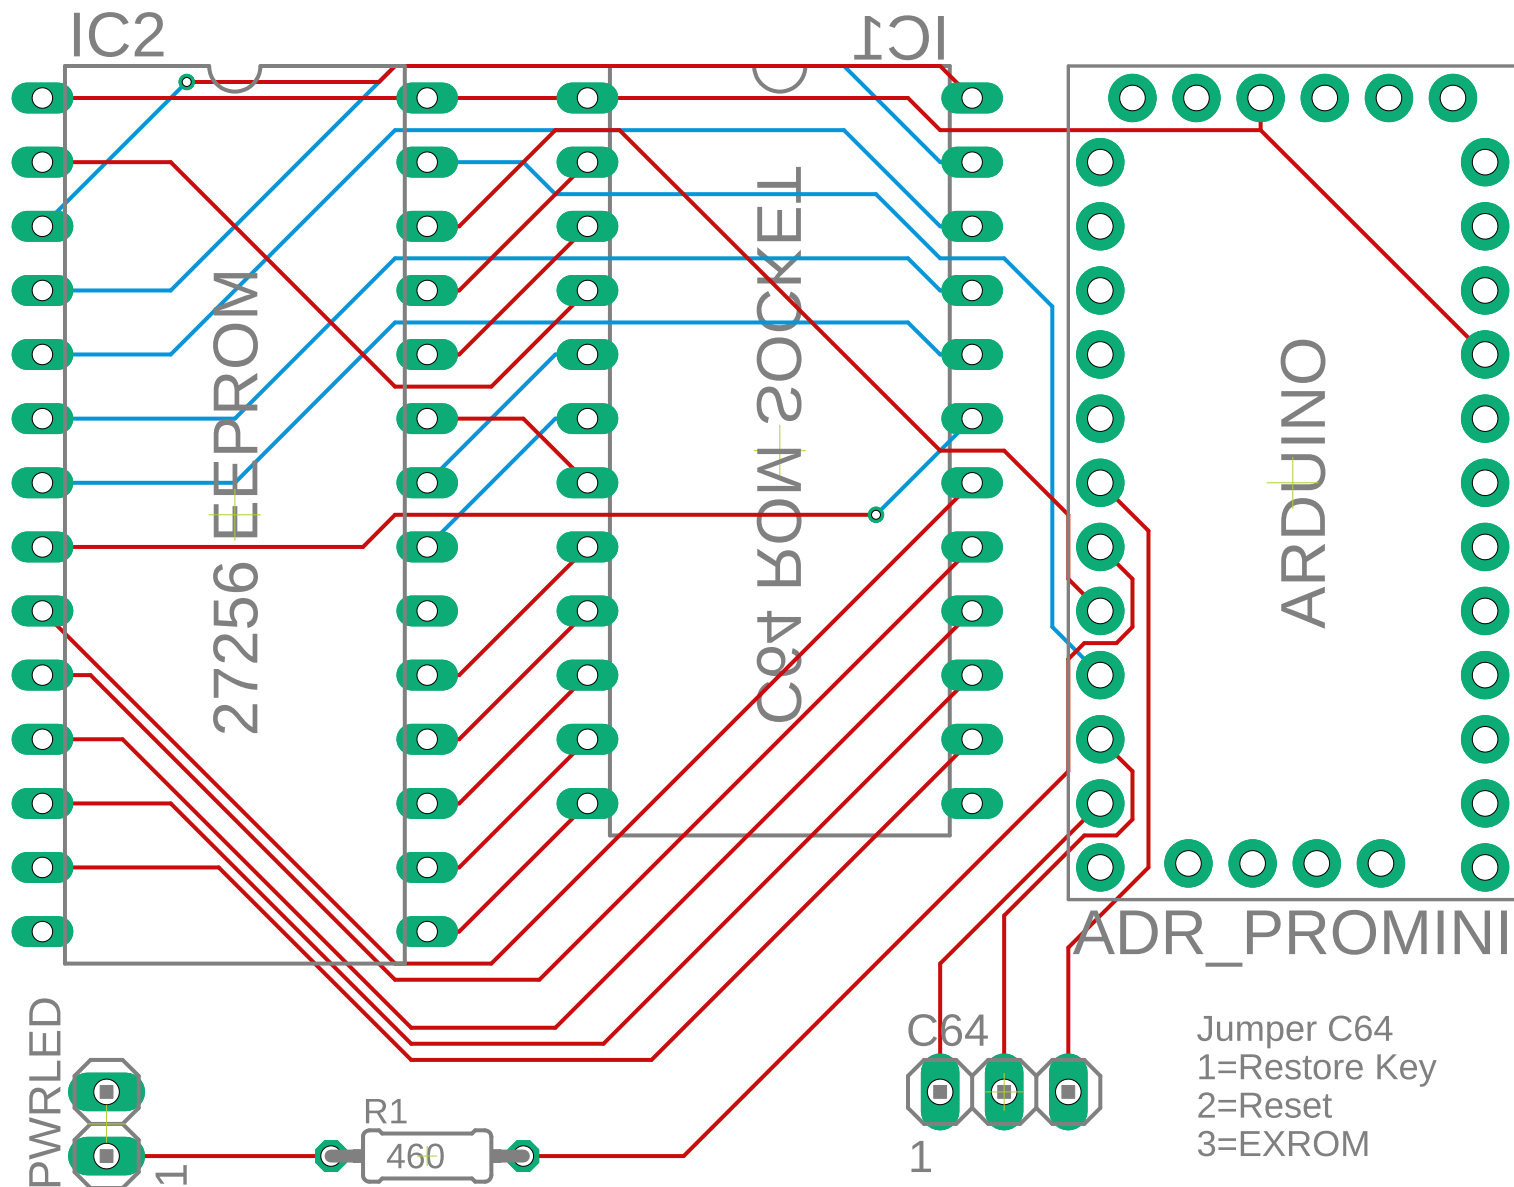 IC2
IC1
27256 EEPROM
C64 ROM SOCKET
ARDUINO
ADR_PROMINI
PWRLED
1
R1
460
C64
1
Jumper C64
1=Restore Key
2=Reset
3=EXROM